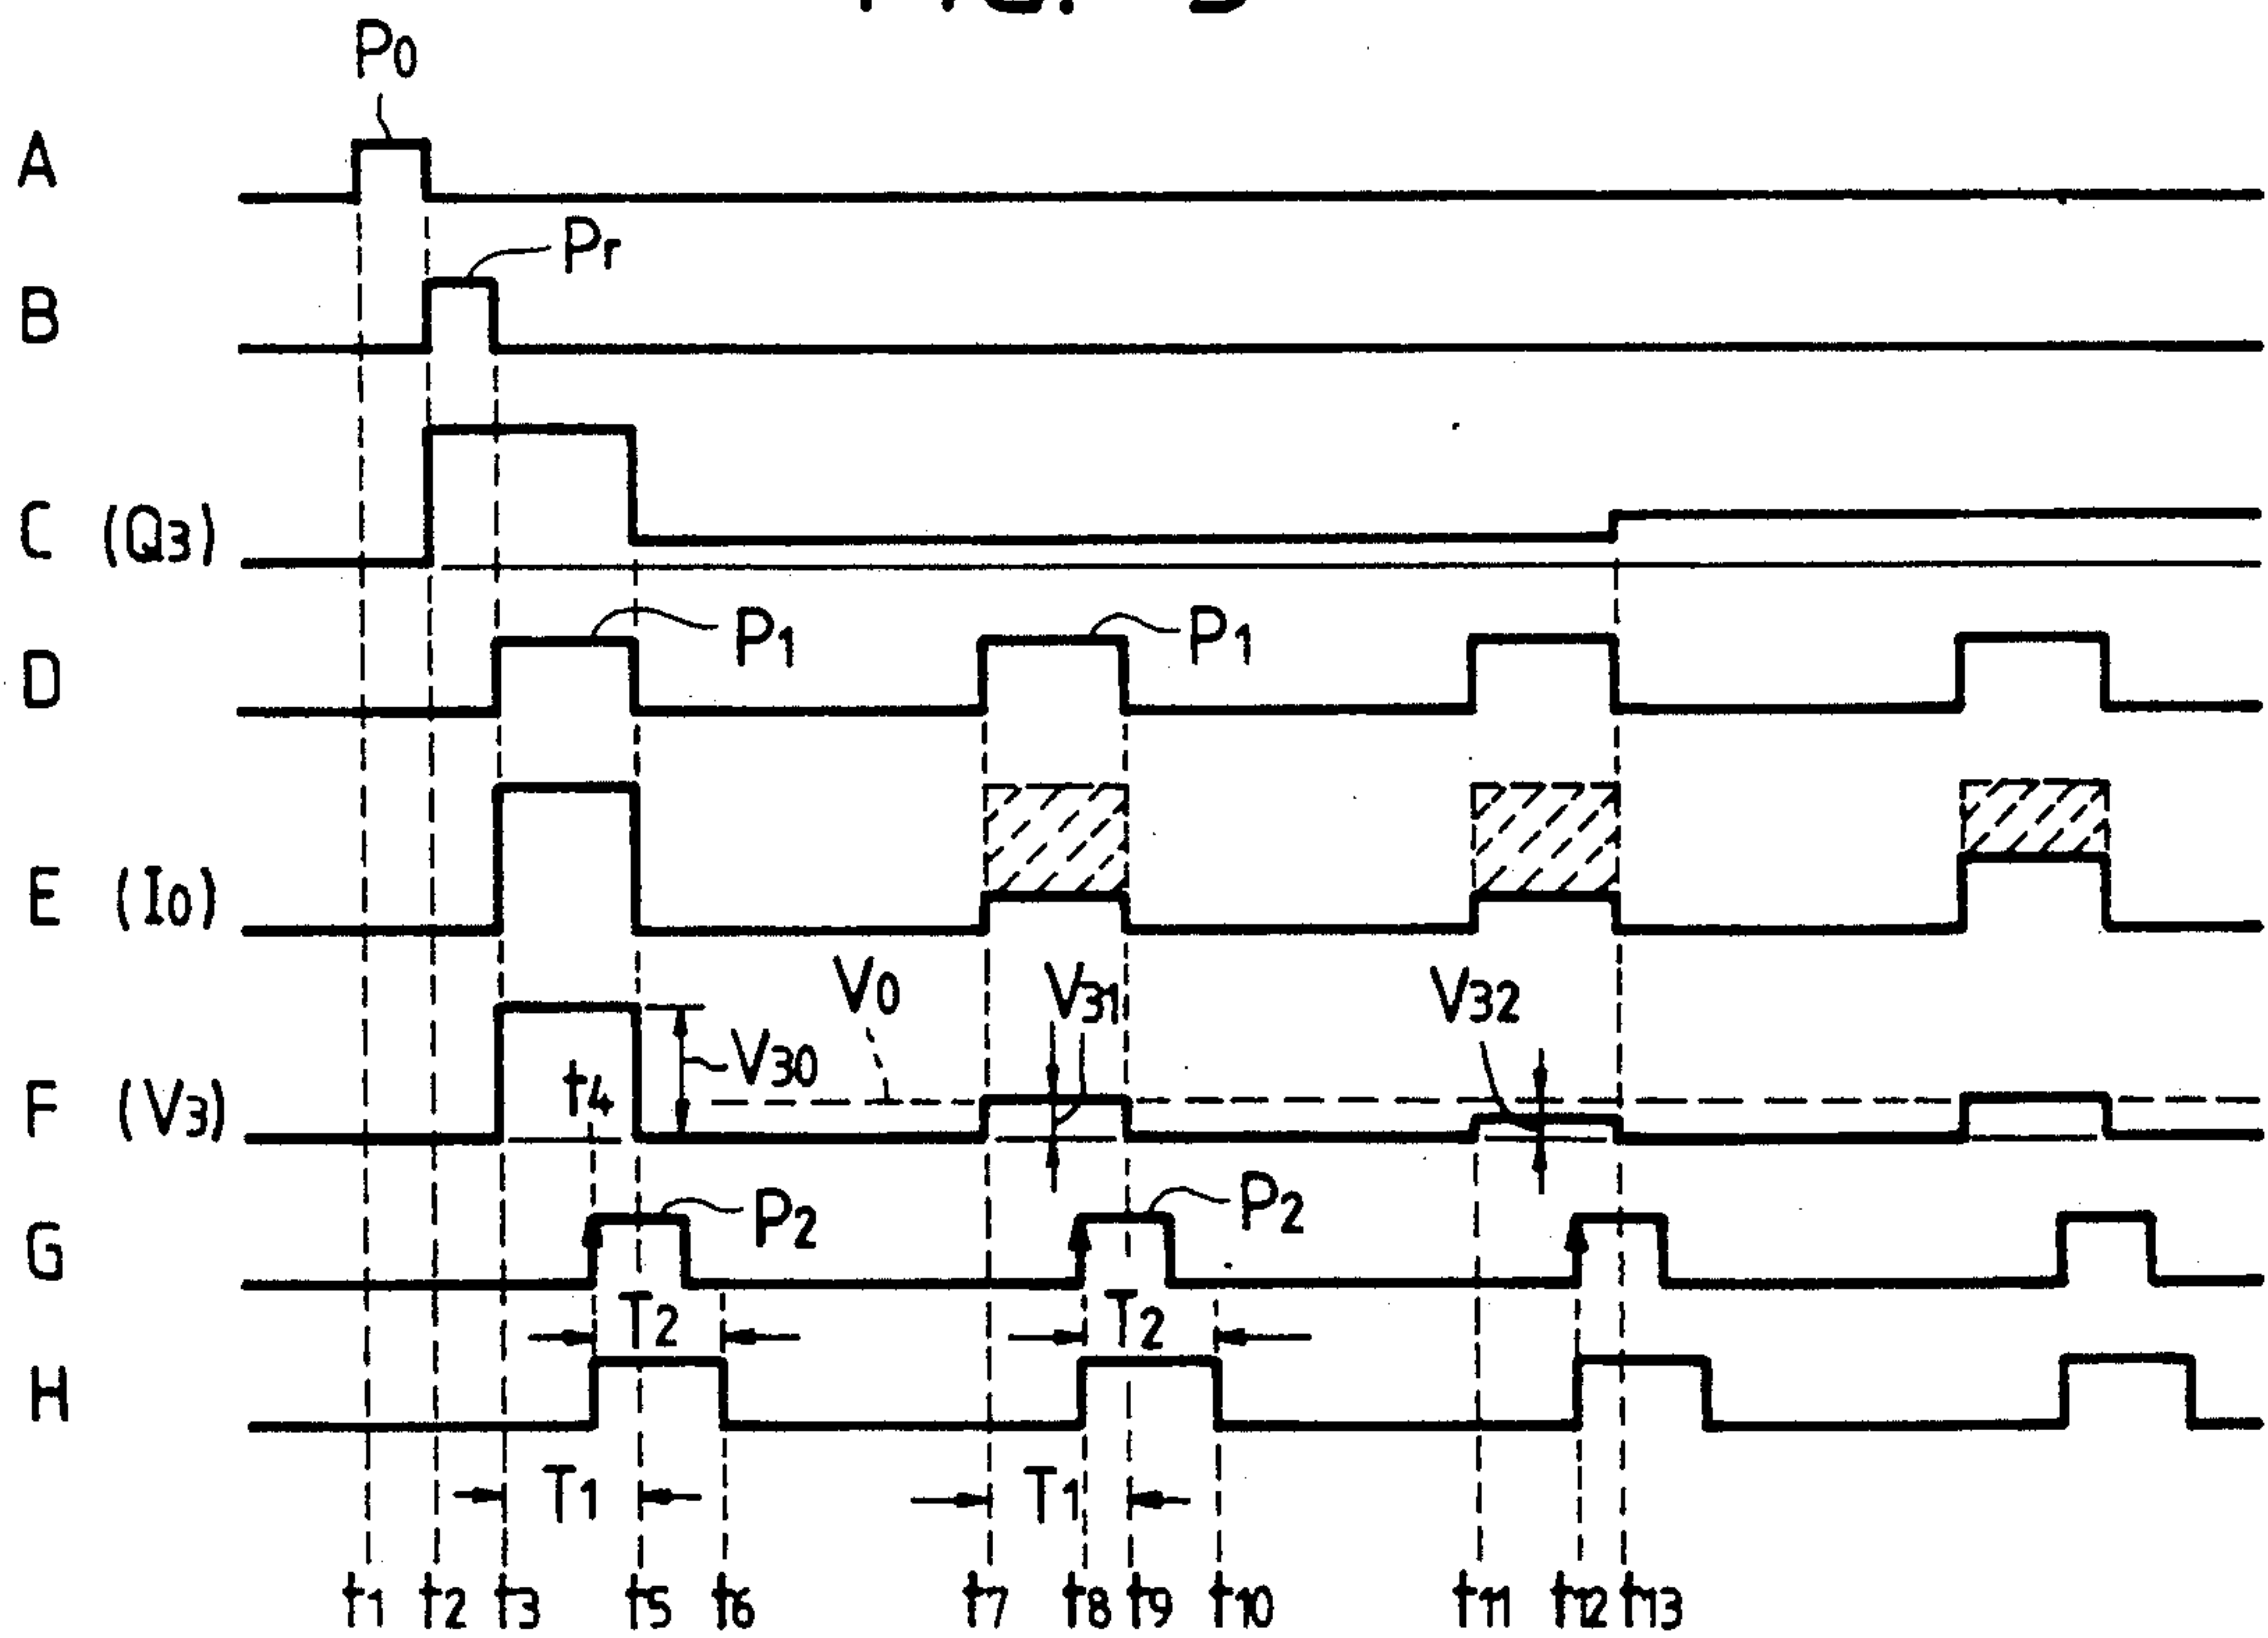 P0
A
Pr
B
C (Q3)
P1 P1
D
E (I0)
V0 V31 V32
V30
t4
F (V3)
P2 P2
G
T2 T2
H
T1 T1
t1 t2 t3 t5 t6 t7 t8 t9 t10 t11 t12 t13